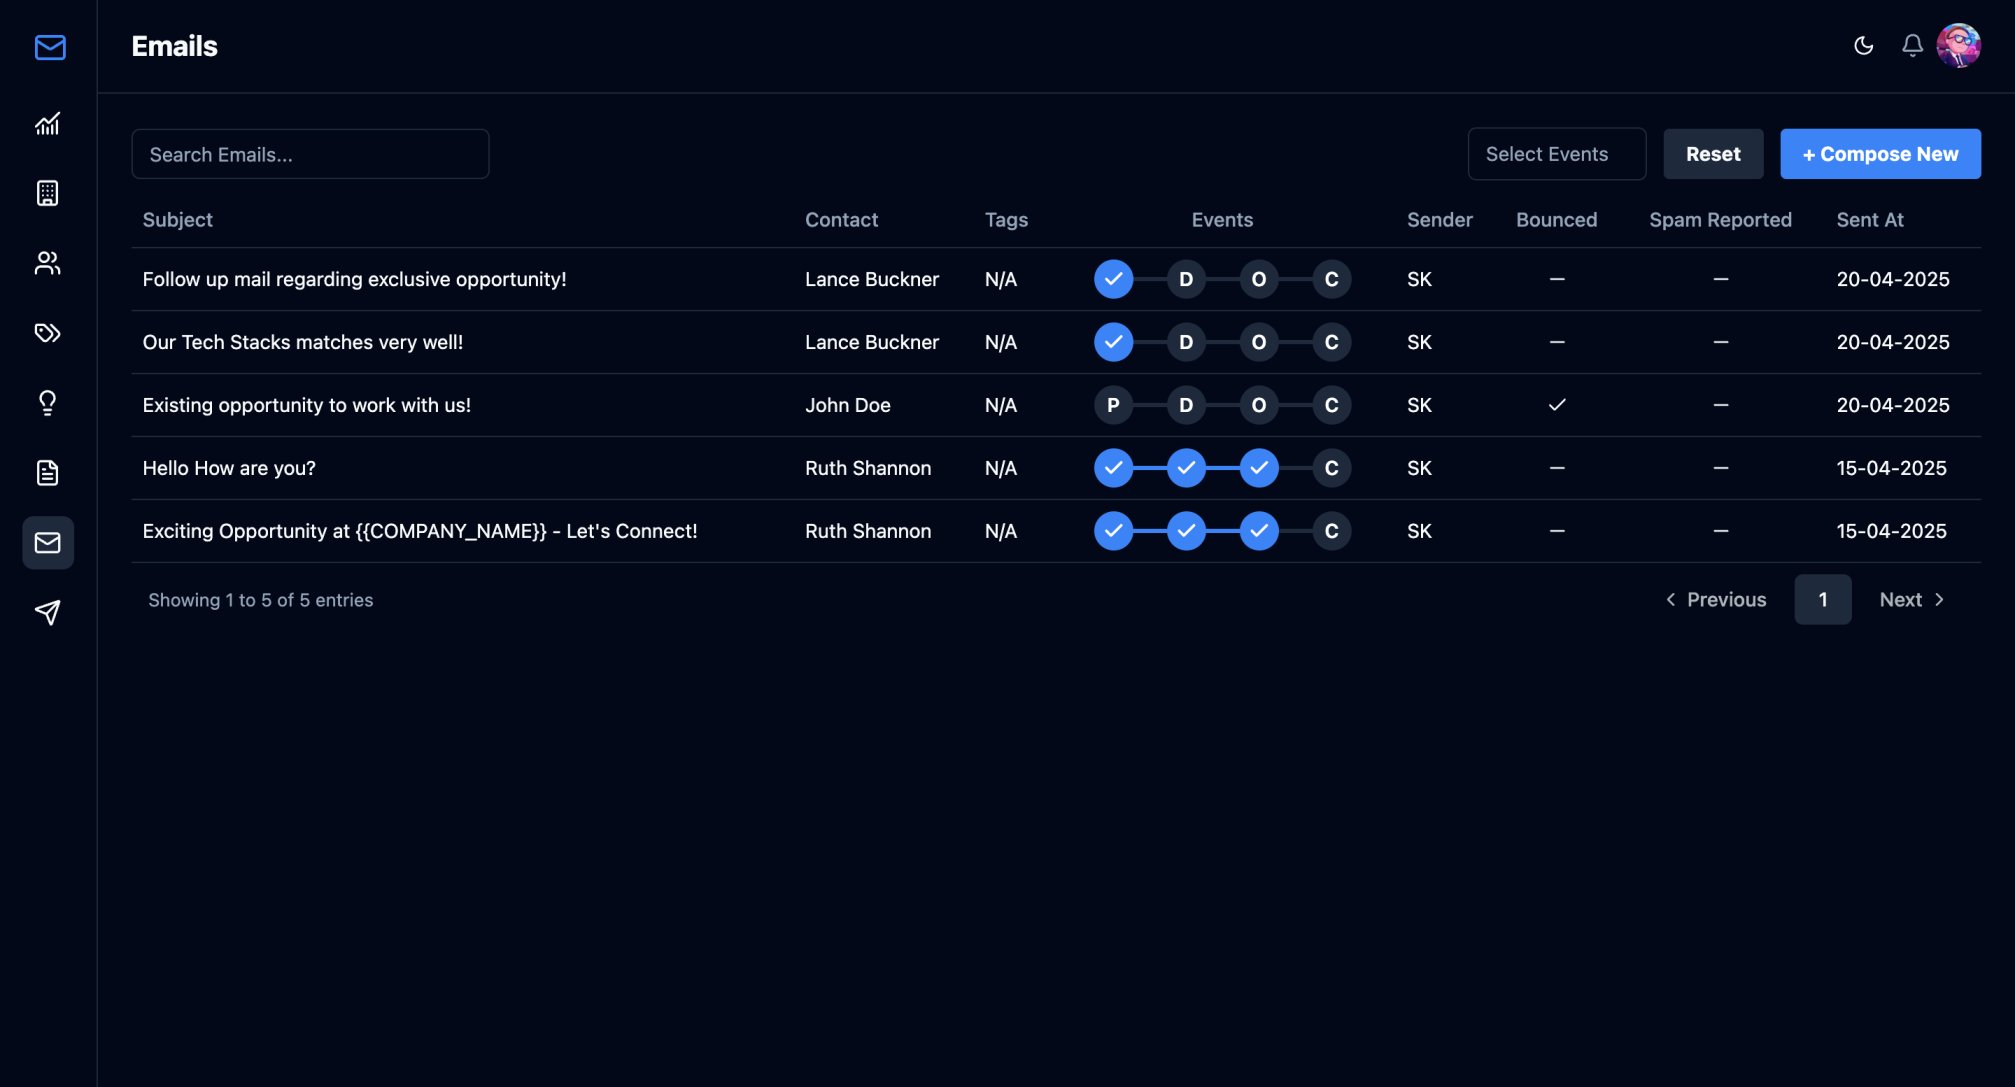 Emails
Search Emails...
Select Events
Reset
+ Compose New
Subject Contact Tags Events Sender Bounced Spam Reported Sent At
Follow up mail regarding exclusive opportunity! Lance Buckner N/A D O C SK — — 20-04-2025
Our Tech Stacks matches very well! Lance Buckner N/A D O C SK — — 20-04-2025
Existing opportunity to work with us! John Doe N/A P D O C SK — 20-04-2025
Hello How are you? Ruth Shannon N/A C SK — — 15-04-2025
Exciting Opportunity at {{COMPANY_NAME}} - Let's Connect! Ruth Shannon N/A C SK — — 15-04-2025
Showing 1 to 5 of 5 entries
Previous 1 Next